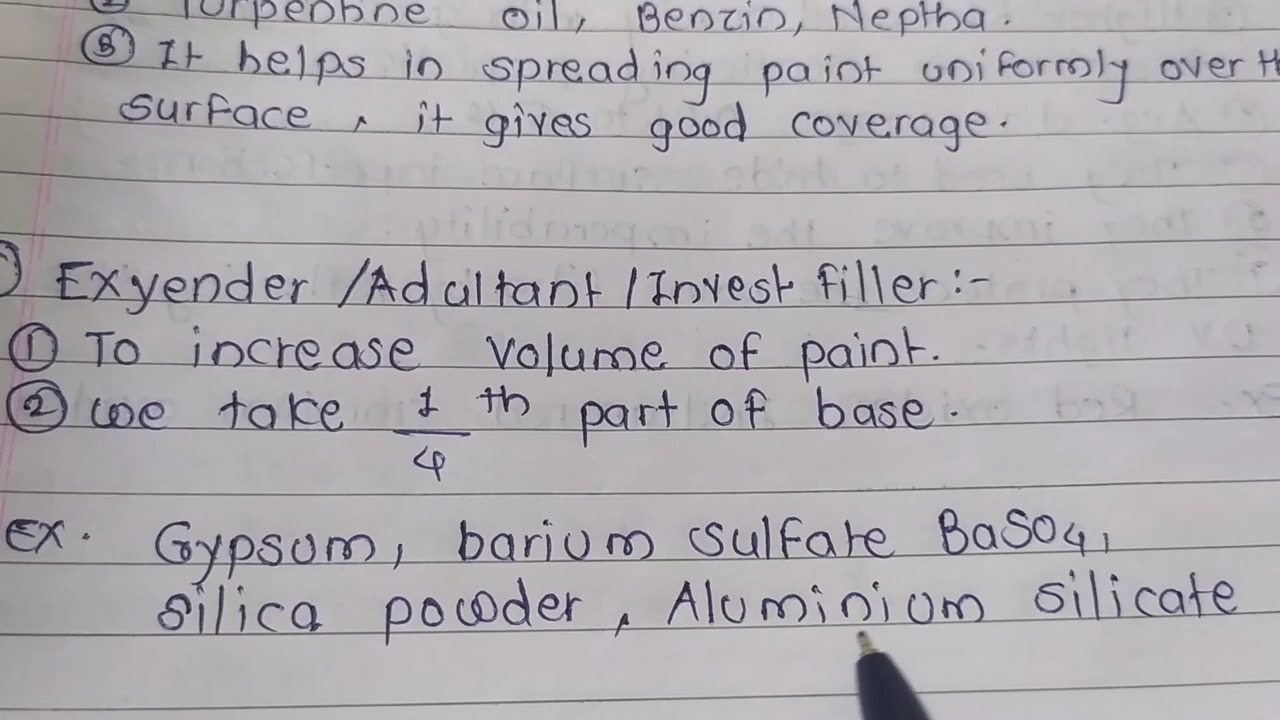 ② Turpentine oil, Benzin, Neptha.
③ It helps in spreading paint uniformly over
surface, it gives good coverage.
Exyender /Adultant /Invest filler:-
① To increase volume of paint.
② we take 1/4 th part of base.
Ex. Gypsum, barium sulfate BaSO4,
silica powder, Aluminium silicate